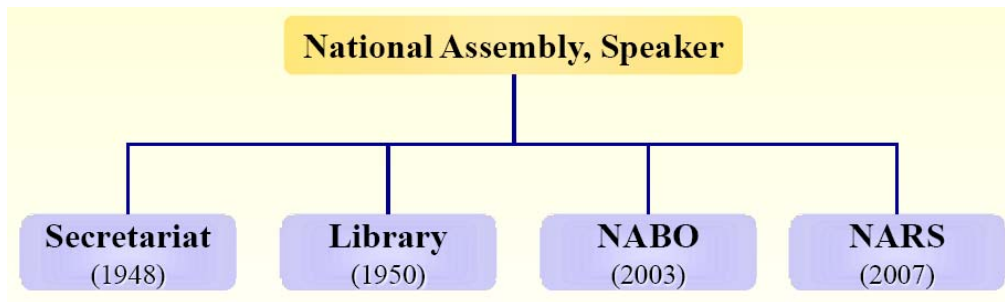 National Assembly, Speaker
Secretariat
(1948)
Library
(1950)
NABO
(2003)
NARS
(2007)